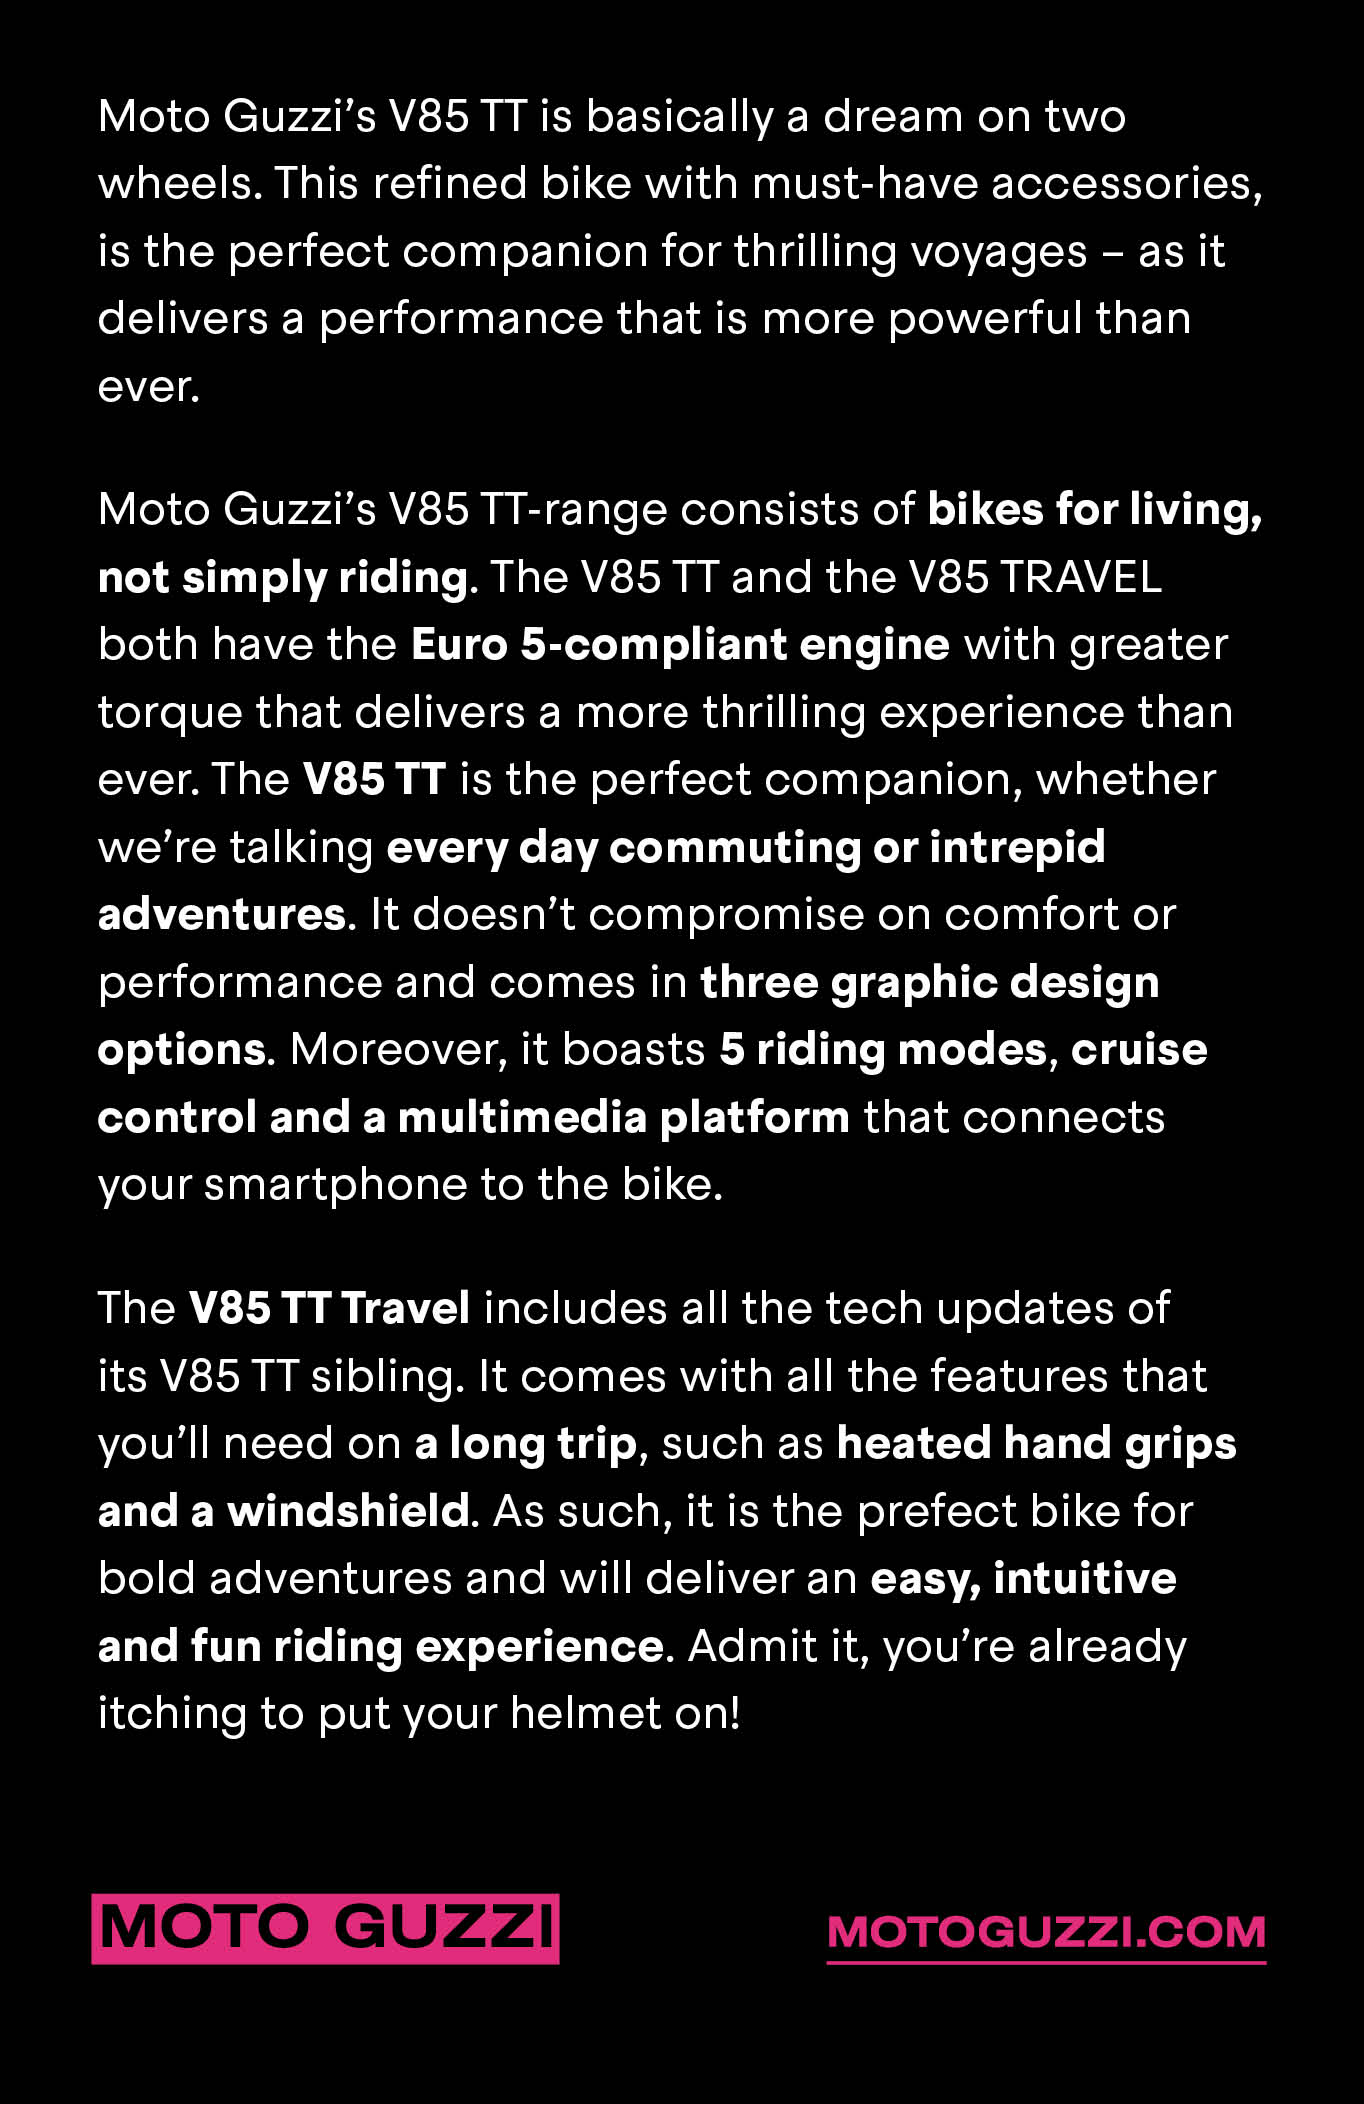 Moto Guzzi’s V85 TT is basically a dream on two
wheels. This refined bike with must-have accessories,
is the perfect companion for thrilling voyages – as it
delivers a performance that is more powerful than
ever.
Moto Guzzi’s V85 TT-range consists of bikes for living,
not simply riding. The V85 TT and the V85 TRAVEL
both have the Euro 5-compliant engine with greater
torque that delivers a more thrilling experience than
ever. The V85 TT is the perfect companion, whether
we’re talking every day commuting or intrepid
adventures. It doesn’t compromise on comfort or
performance and comes in three graphic design
options. Moreover, it boasts 5 riding modes, cruise
control and a multimedia platform that connects
your smartphone to the bike.
The V85 TT Travel includes all the tech updates of
its V85 TT sibling. It comes with all the features that
you’ll need on a long trip, such as heated hand grips
and a windshield. As such, it is the prefect bike for
bold adventures and will deliver an easy, intuitive
and fun riding experience. Admit it, you’re already
itching to put your helmet on!
MOTO GUZZI
MOTOGUZZI.COM